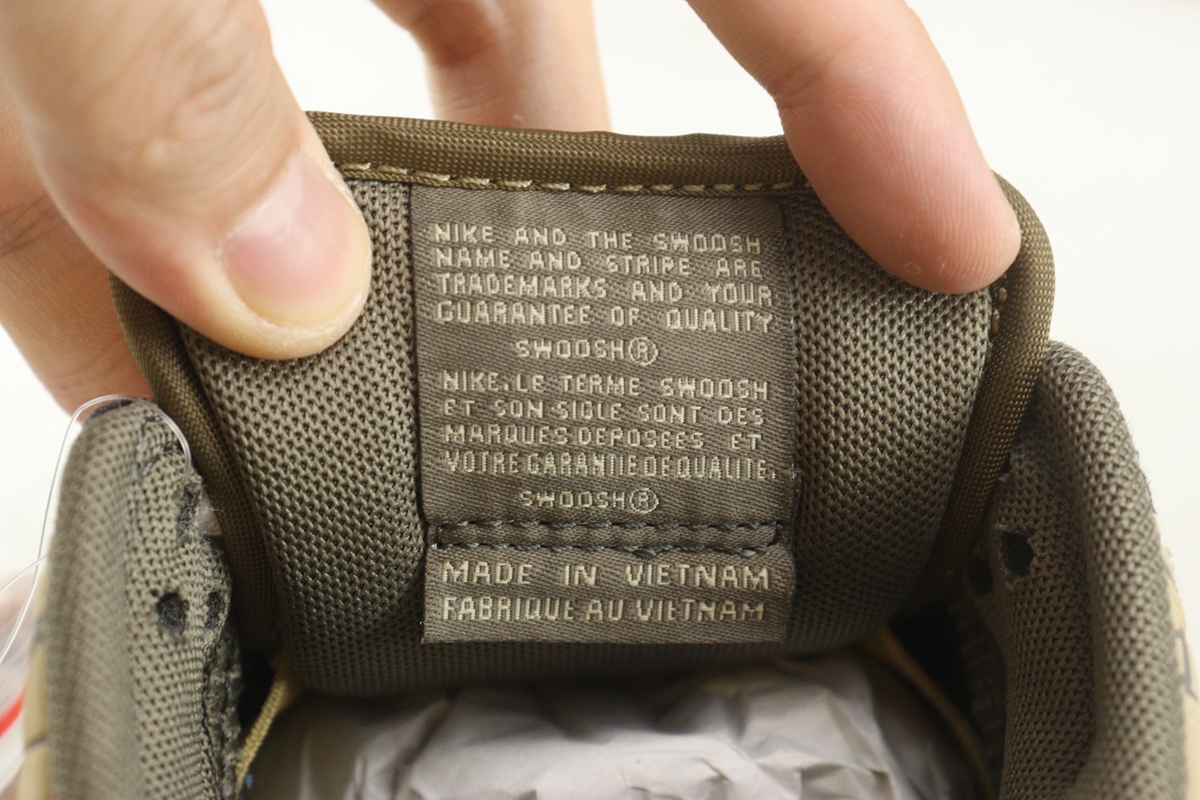 NIKE AND THE SWOOSH
NAME AND STRIPE ARE
TRADEMARKS AND YOUR
GUARANTEE OF QUALITY
SWOOSH®
NIKE.LE TERME SWOOSH
ET SON SIGLE SONT DES
MARQUES DEPOSEES ET
VOTRE GARANTIE DE QUALITE.
SWOOSH®
MADE IN VIETNAM
FABRIQUE AU VIETNAM